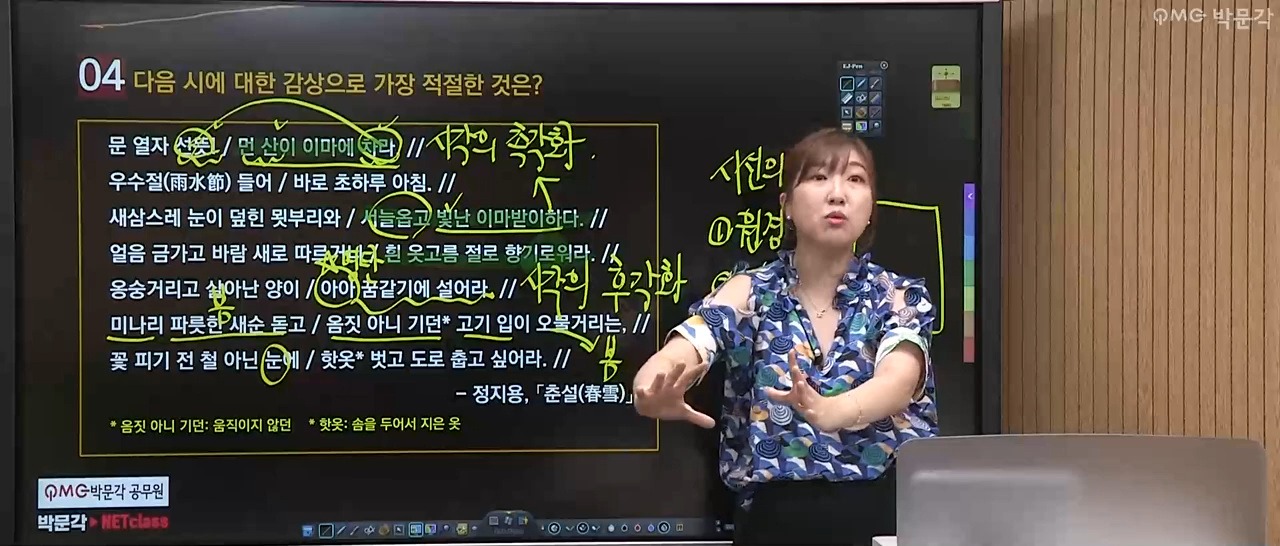 QMG 박문각
04 다음 시에 대한 감상으로 가장 적절한 것은?
문 열자 선뜻! / 먼 산이 이마에 차라. // 시각의 촉각화.
우수절(雨水節) 들어 / 바로 초하루 아침. //
새삼스레 눈이 덮힌 묏부리와 / 서늘옵고 빛난 이마받이하다. //
얼음 금가고 바람 새로 따르거니 / 흰 옷고름 절로 향기로워라. //
옹숭거리고 살아난 양이 / 아아 꿈같기에 설어라. // 시각의 후각화
봄
미나리 파릇한 새순 돋고 / 옴짓 아니 기던* 고기 입이 오물거리는, //
봄
꽃 피기 전 철 아닌 눈에 / 핫옷* 벗고 도로 춥고 싶어라. //
– 정지용, 「춘설(春雪)」
* 옴짓 아니 기던: 움직이지 않던 * 핫옷: 솜을 두어서 지은 옷
시선의
① 원경
EJ-Pen
QMG 박문각 공무원
박문각 ▶ NETclass